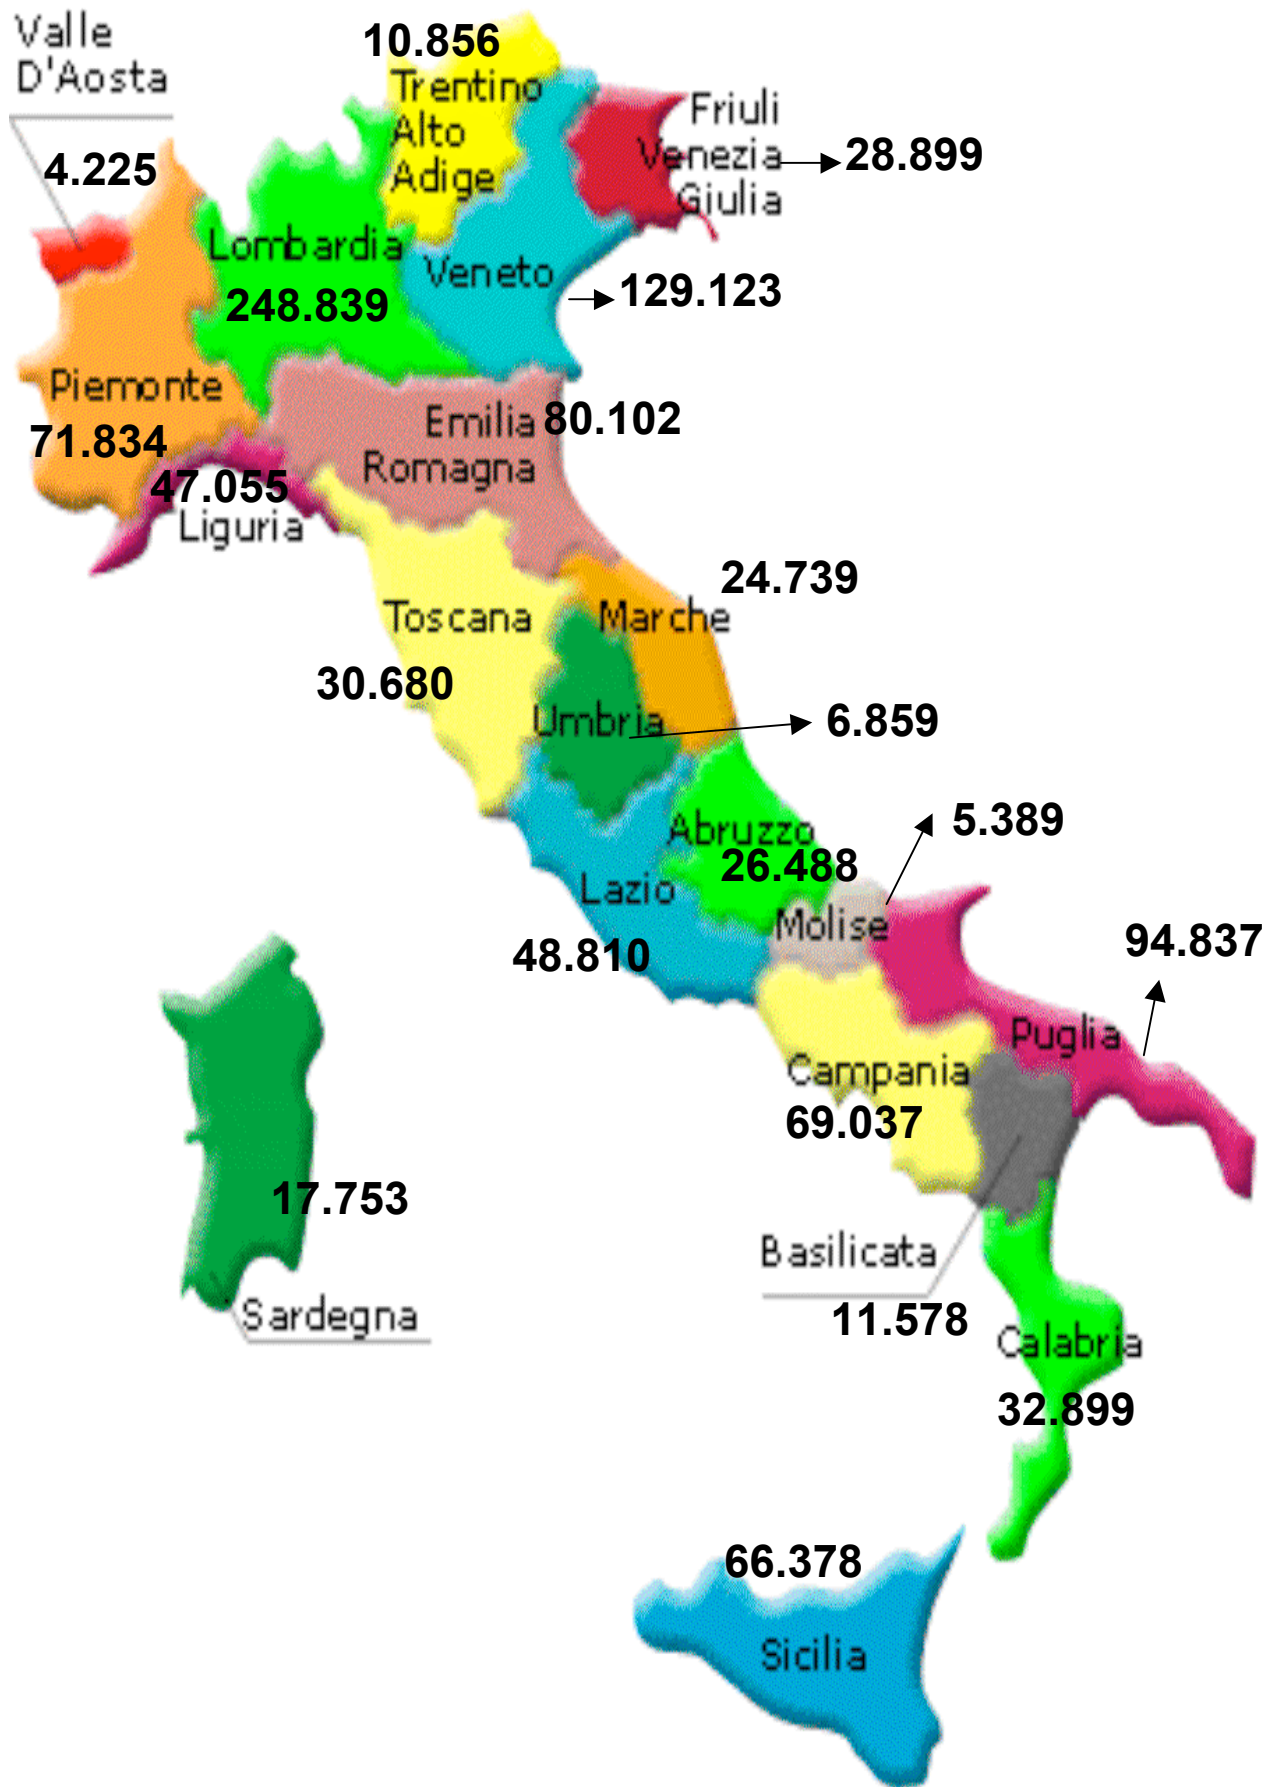 Valle
D'Aosta
4.225
10.856
Trentino
Alto
Adige
Friuli
Venezia
Giulia
28.899
Lombardia
248.839
Veneto
129.123
Piemonte
71.834
Emilia
Romagna
80.102
47.055
Liguria
Toscana
30.680
Marche
24.739
Umbria
6.859
Abruzzo
26.488
Lazio
48.810
Molise
5.389
Puglia
94.837
Campania
69.037
Basilicata
11.578
17.753
Sardegna
Calabria
32.899
66.378
Sicilia